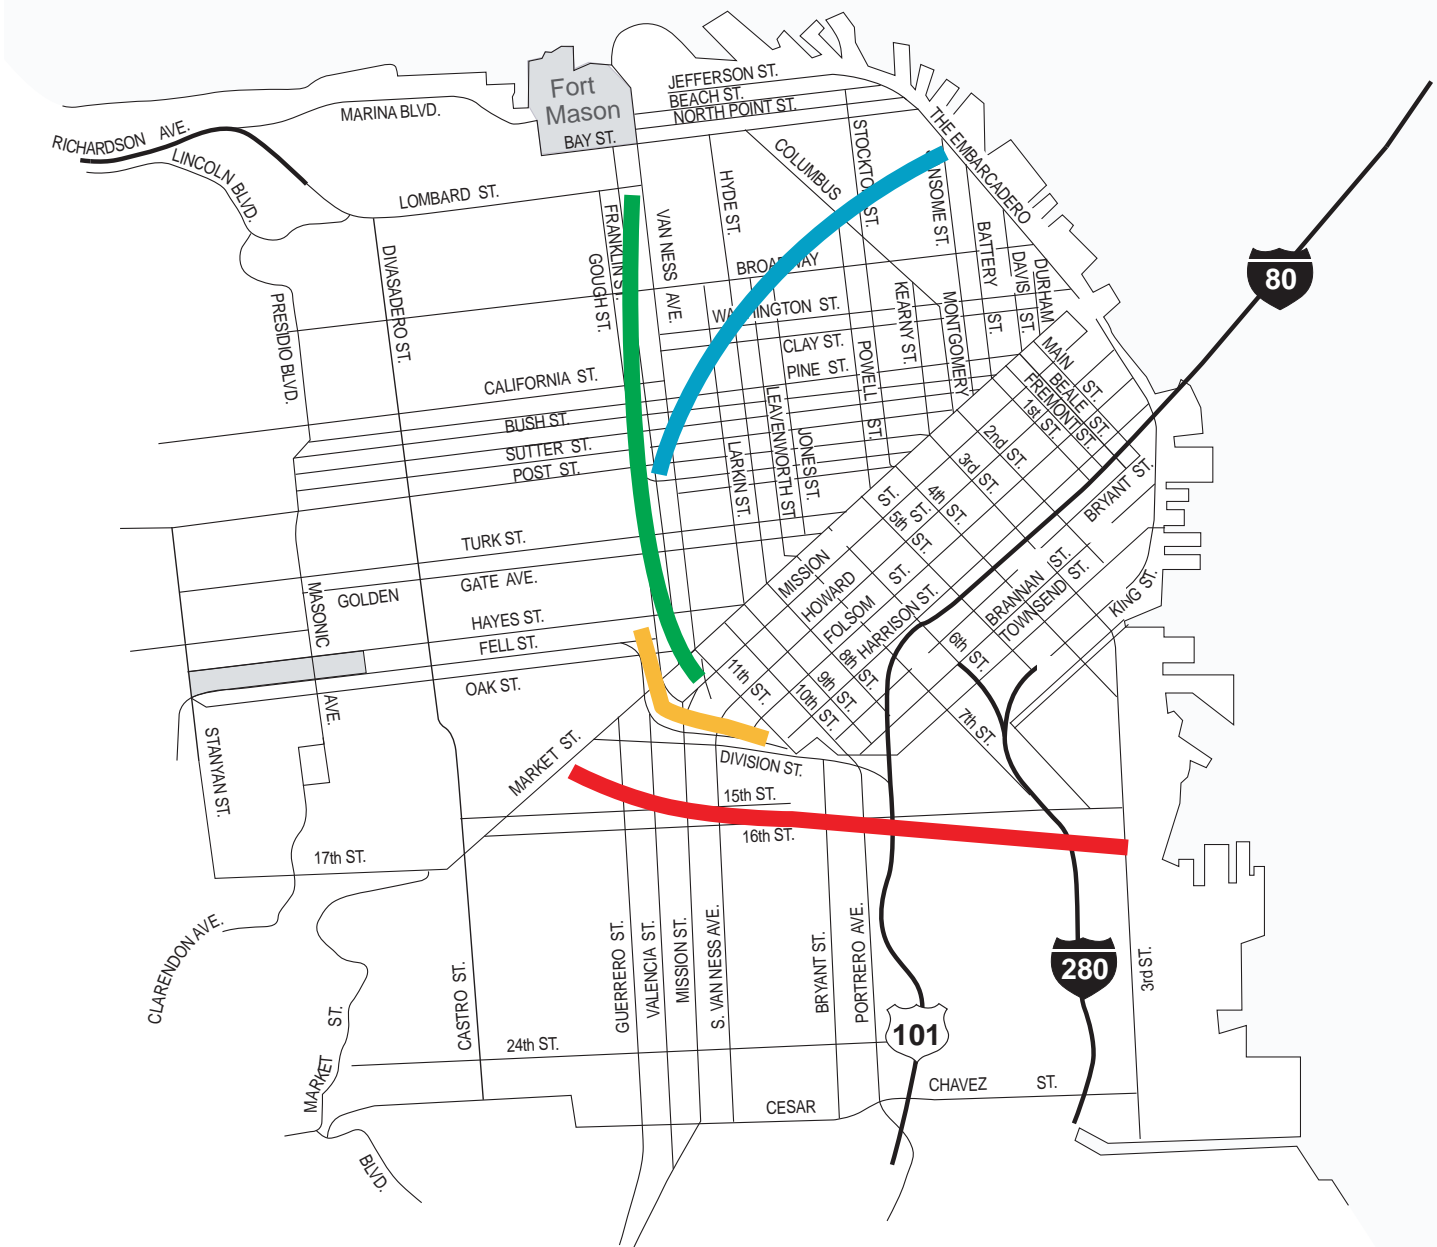 Fort
Mason
JEFFERSON ST.
BEACH ST.
NORTH POINT ST.
BAY ST.
MARINA BLVD.
RICHARDSON AVE.
LINCOLN BLVD.
LOMBARD ST.
THE EMBARCADERO
COLUMBUS
HYDE ST.
FRANKLIN ST.
GOUGH ST.
VAN NESS AVE.
BATTERY ST.
DAVIS ST.
DURHAM
DIVASADERO ST.
PRESIDIO BLVD.
BROADWAY
WASHINGTON ST.
CLAY ST.
PINE ST.
KEARNY ST.
MONTGOMERY
POWELL ST.
80
CALIFORNIA ST.
BUSH ST.
SUTTER ST.
POST ST.
LARKIN ST.
LEAVENWORTH ST
JONES ST.
MAIN ST.
BEALE ST.
FREMONT ST.
1st ST.
2nd ST.
3rd ST.
4th ST.
5th ST.
BRYANT ST.
TURK ST.
GOLDEN GATE AVE.
HAYES ST.
FELL ST.
OAK ST.
MASONIC AVE.
MISSION ST.
HOWARD ST.
FOLSOM ST.
HARRISON ST.
BRANNAN ST.
TOWNSEND ST.
KING ST.
6th ST.
7th ST.
8th ST.
9th ST.
10th ST.
11th ST.
STANYAN ST.
MARKET ST.
DIVISION ST.
15th ST.
16th ST.
17th ST.
CLARENDON AVE.
MARKET ST.
CASTRO ST.
GUERRERO ST.
VALENCIA ST.
MISSION ST.
S. VAN NESS AVE.
BRYANT ST.
PORTRERO AVE.
280
3rd ST.
101
24th ST.
CESAR CHAVEZ ST.
BLVD.